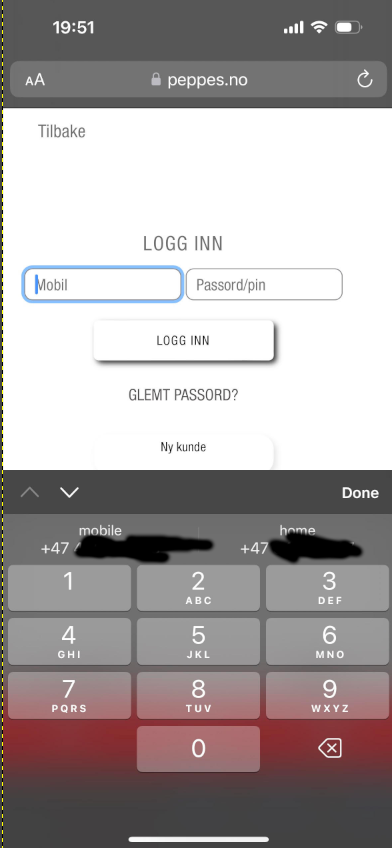 19:51
AA peppes.no
Tilbake
LOGG INN
Mobil Passord/pin
LOGG INN
GLEMT PASSORD?
Ny kunde
Done
mobile home
+47 +47
1 2 3
ABC DEF
4 5 6
GHI JKL MNO
7 8 9
PQRS TUV WXYZ
0